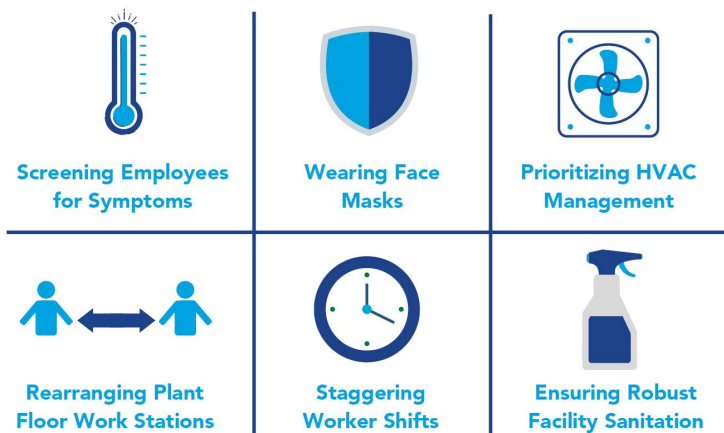 Screening Employees
for Symptoms
Wearing Face
Masks
Prioritizing HVAC
Management
Rearranging Plant
Floor Work Stations
Staggering
Worker Shifts
Ensuring Robust
Facility Sanitation